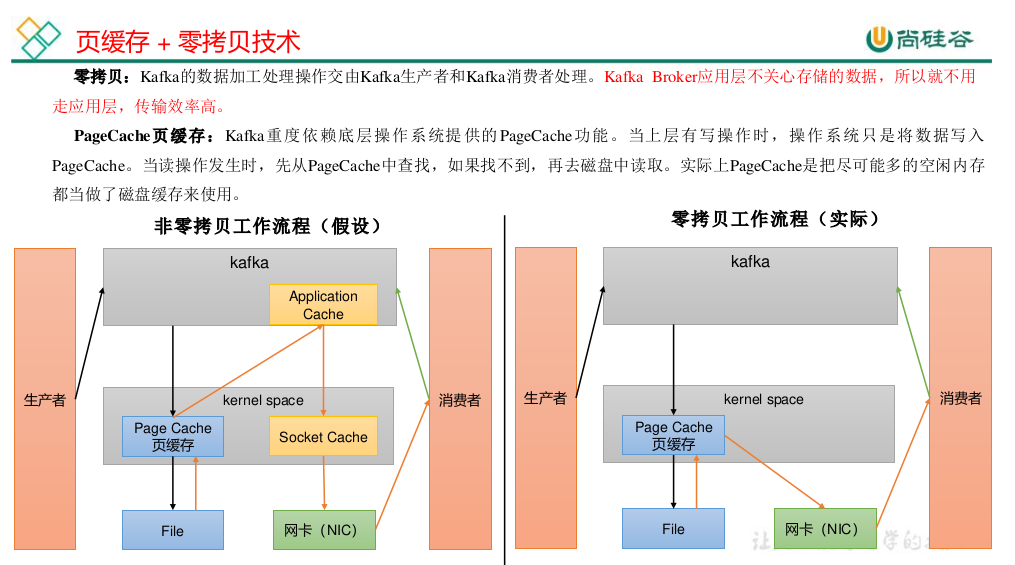 页缓存 + 零拷贝技术
尚硅谷
零拷贝：Kafka的数据加工处理操作交由Kafka生产者和Kafka消费者处理。Kafka Broker应用层不关心存储的数据，所以就不用
走应用层，传输效率高。
PageCache页缓存：Kafka重度依赖底层操作系统提供的PageCache功能。当上层有写操作时，操作系统只是将数据写入
PageCache。当读操作发生时，先从PageCache中查找，如果找不到，再去磁盘中读取。实际上PageCache是把尽可能多的空闲内存
都当做了磁盘缓存来使用。
非零拷贝工作流程（假设）
生产者
kafka
Application
Cache
kernel space
Page Cache
页缓存
Socket Cache
File
网卡（NIC）
消费者
零拷贝工作流程（实际）
生产者
kafka
kernel space
Page Cache
页缓存
File
网卡（NIC）
消费者